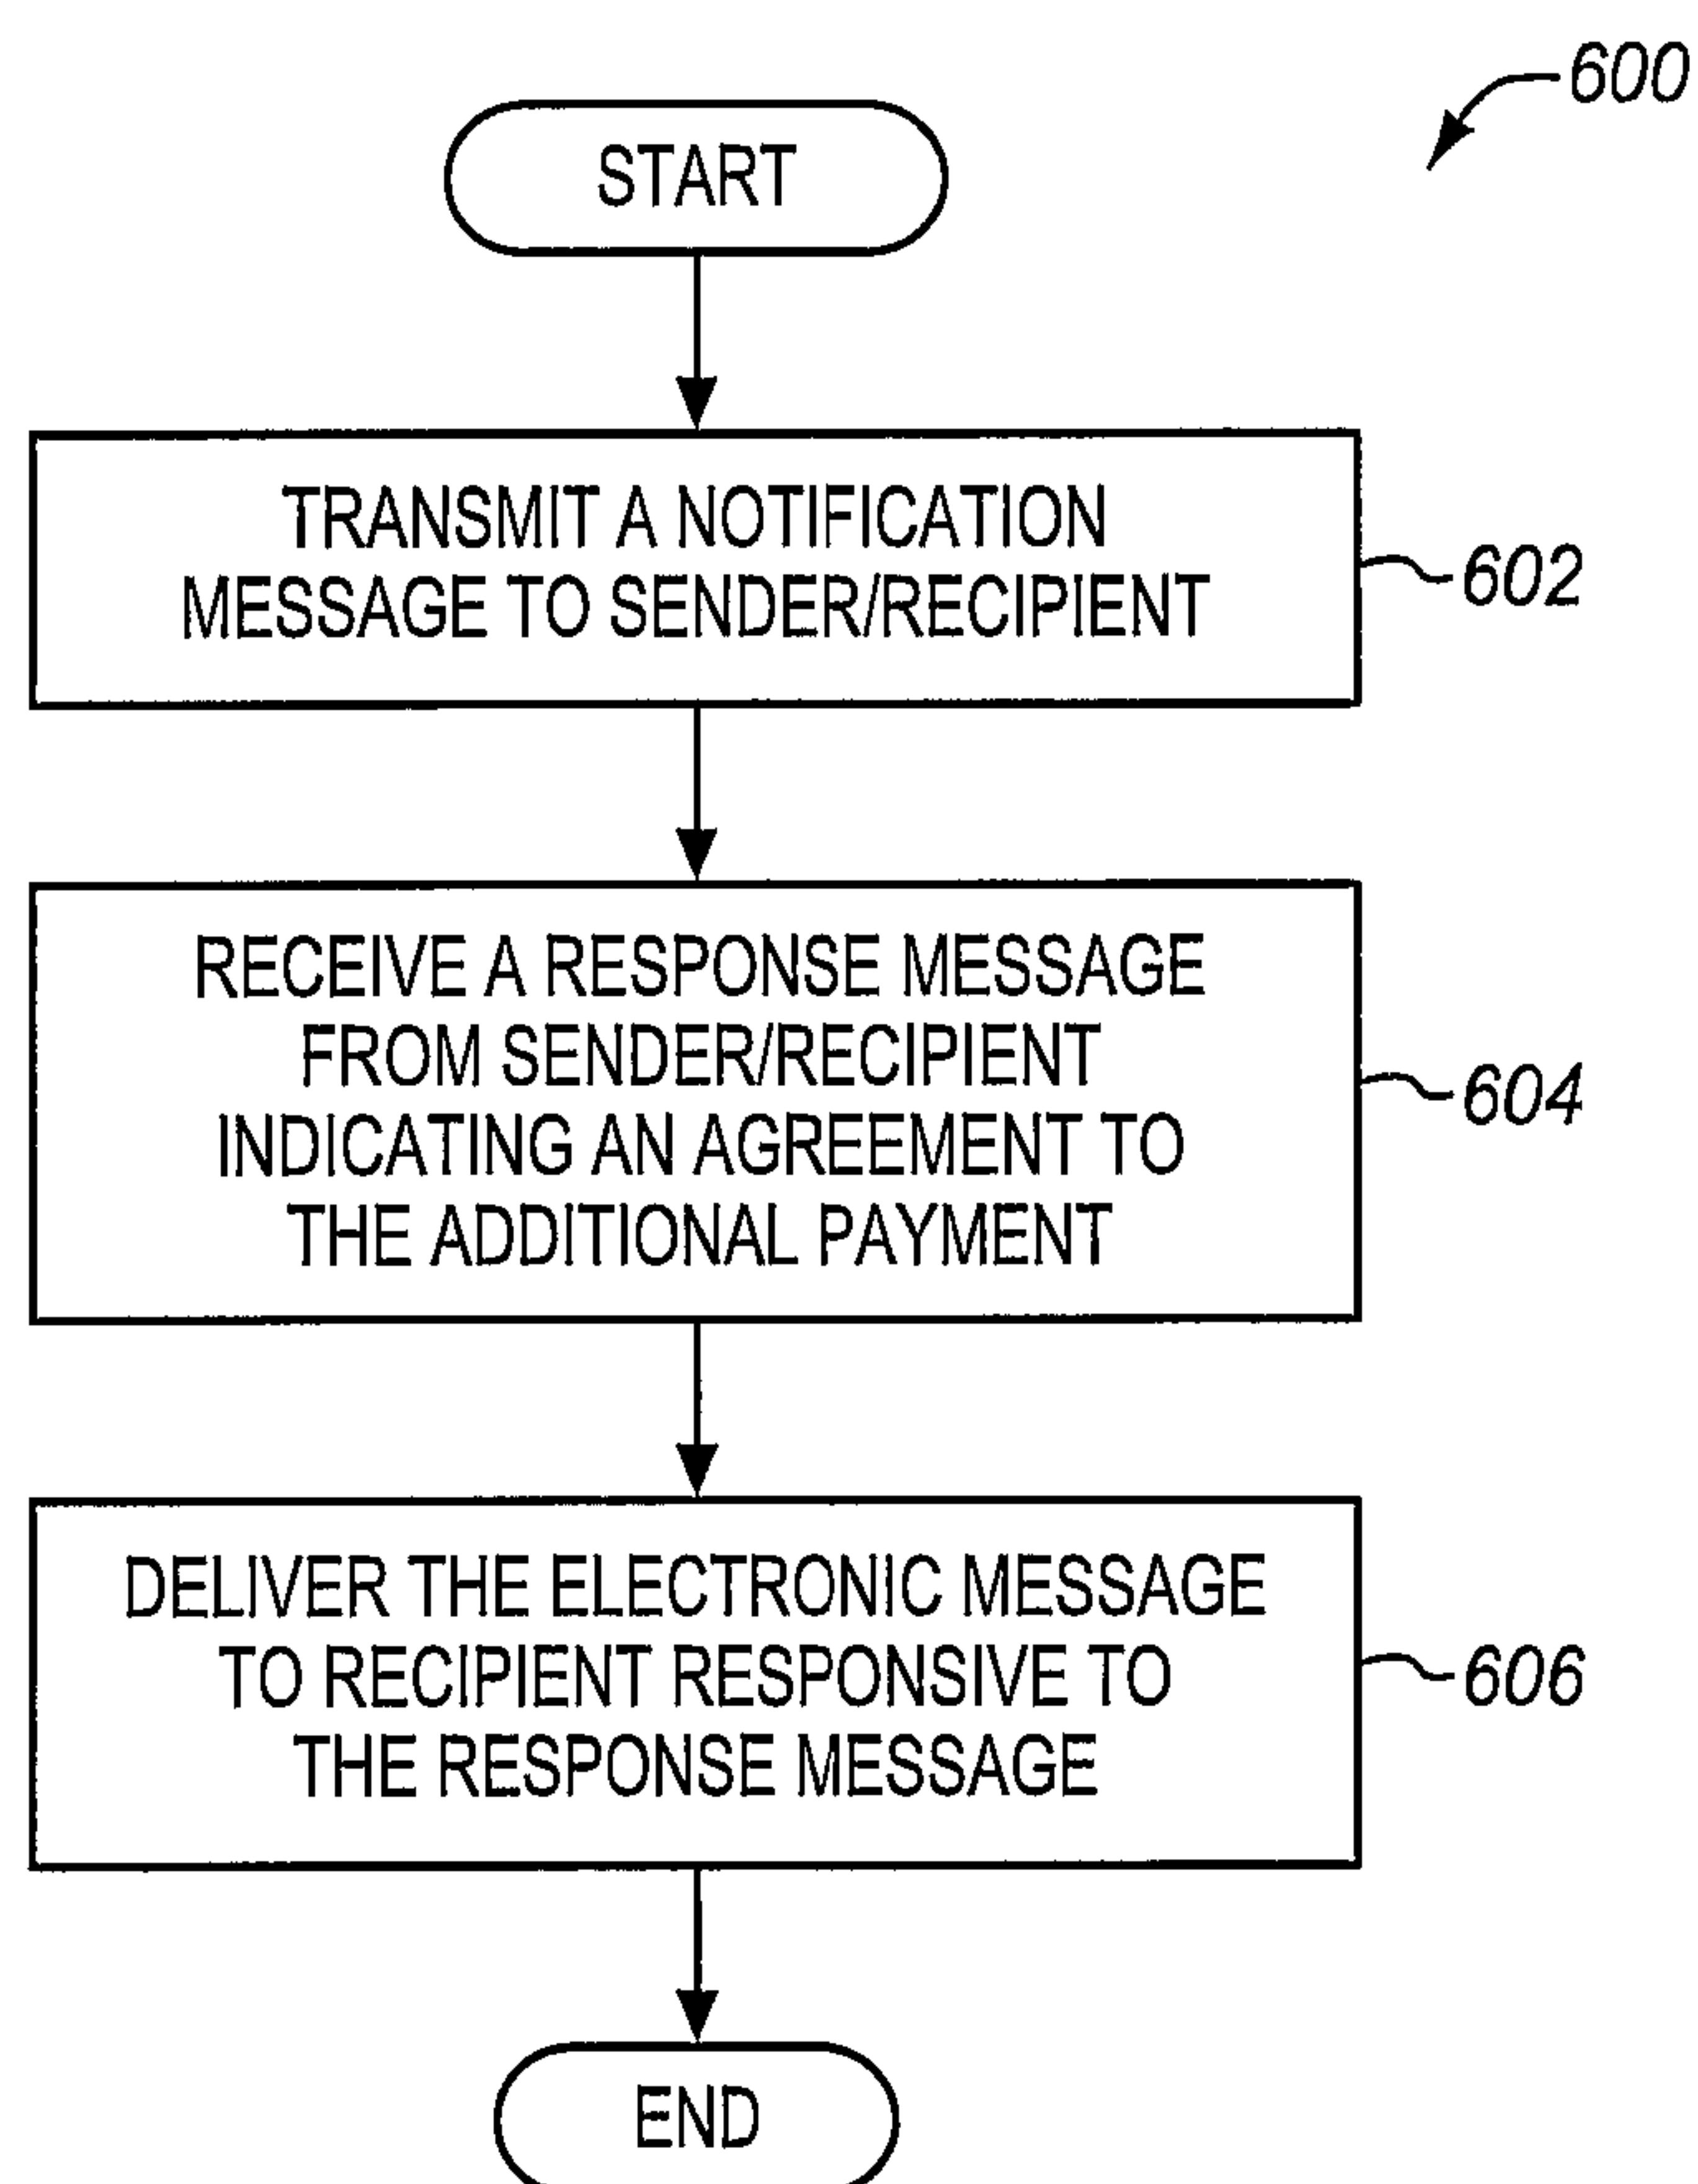 600
START
TRANSMIT A NOTIFICATION
MESSAGE TO SENDER/RECIPIENT
602
RECEIVE A RESPONSE MESSAGE
FROM SENDER/RECIPIENT
INDICATING AN AGREEMENT TO
THE ADDITIONAL PAYMENT
604
DELIVER THE ELECTRONIC MESSAGE
TO RECIPIENT RESPONSIVE TO
THE RESPONSE MESSAGE
606
END